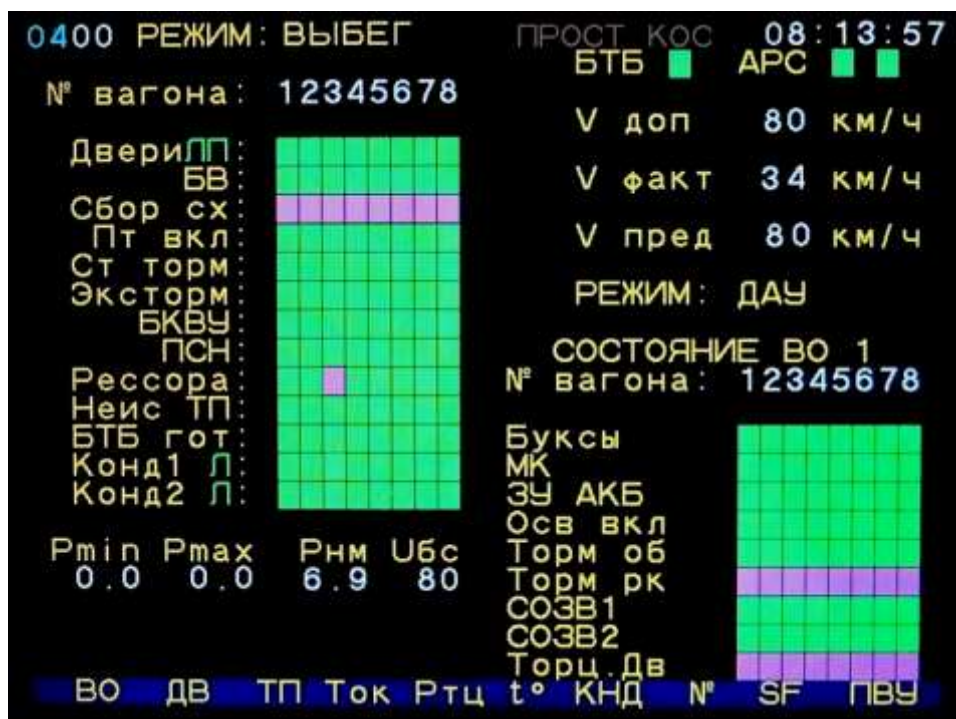 0400 РЕЖИМ: ВЫБЕГ ПРОСТ КОС 08:13:57
БТБ АРС
№ вагона: 12345678
V доп 80 км/ч
ДвериЛП:
БВ:
V факт 34 км/ч
Сбор сх:
Пт вкл:
V пред 80 км/ч
Ст торм:
Эксторм:
РЕЖИМ: ДАУ
БКВУ:
ПСН:
СОСТОЯНИЕ ВО 1
Рессора:
№ вагона: 12345678
Неис ТП:
БТБ гот:
Конд1 Л:
Конд2 Л:
Буксы
МК
ЗУ АКБ
Осв вкл
Торм об
Торм рк
СОЗВ1
СОЗВ2
Торц.Дв
Pmin Pmax Рнм Uбс
0.0 0.0 6.9 80
ВО ДВ ТП Ток Ртц t° КНД № SF ПВУ